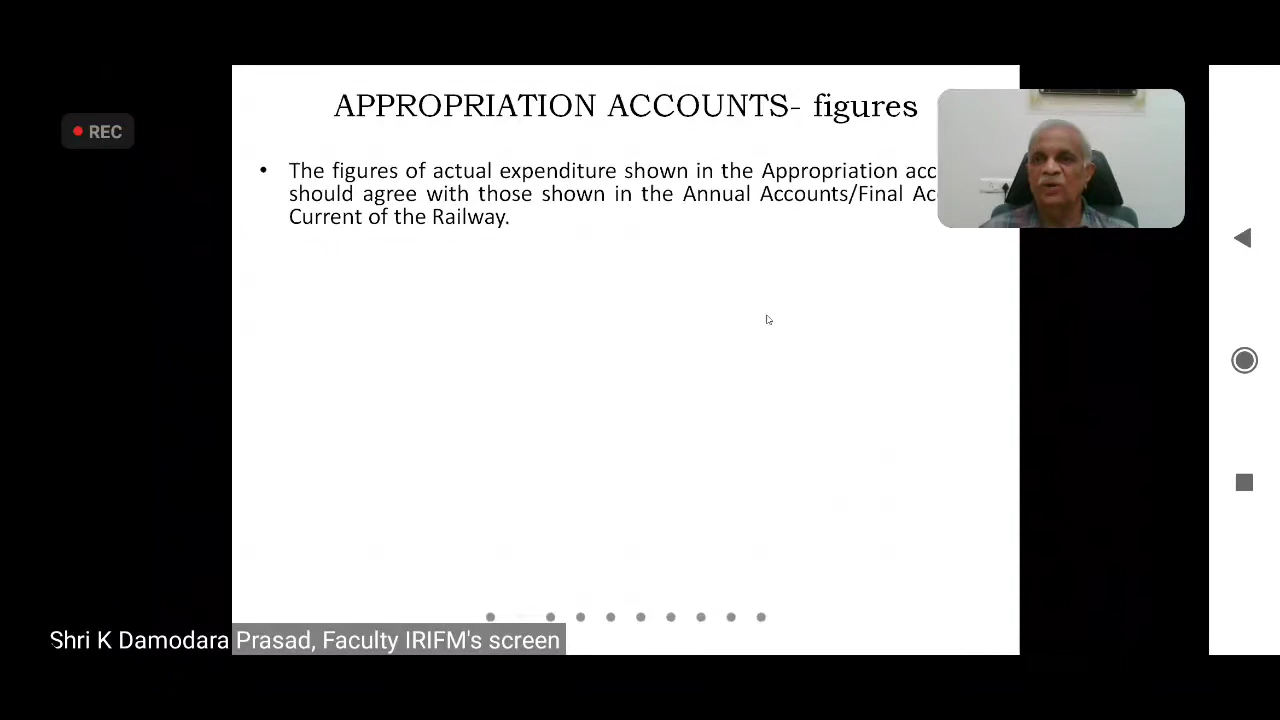 APPROPRIATION ACCOUNTS- figures
REC
• The figures of actual expenditure shown in the Appropriation
should agree with those shown in the Annual Accounts/Final
Current of the Railway.
Shri K Damodara Prasad, Faculty IRIFM's screen